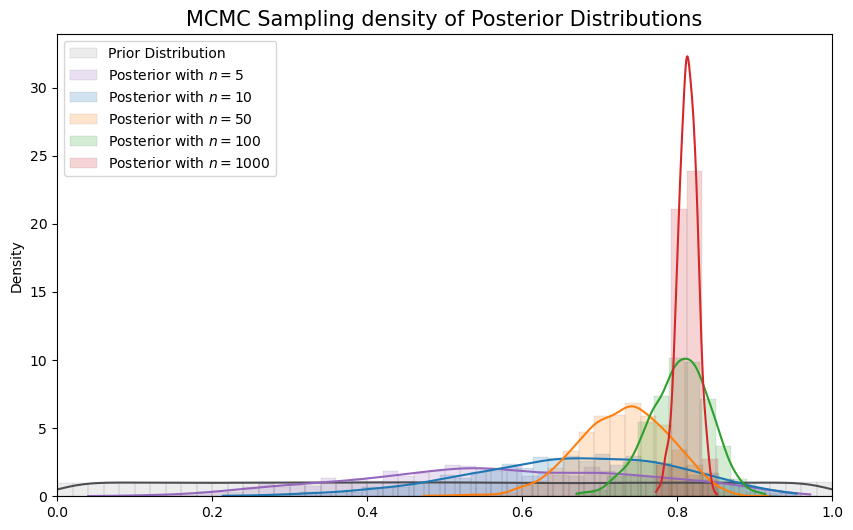 MCMC Sampling density of Posterior Distributions
Prior Distribution
Posterior with n = 5
Posterior with n = 10
Posterior with n = 50
Posterior with n = 100
Posterior with n = 1000
Density
30
25
20
15
10
5
0
0.0 0.2 0.4 0.6 0.8 1.0